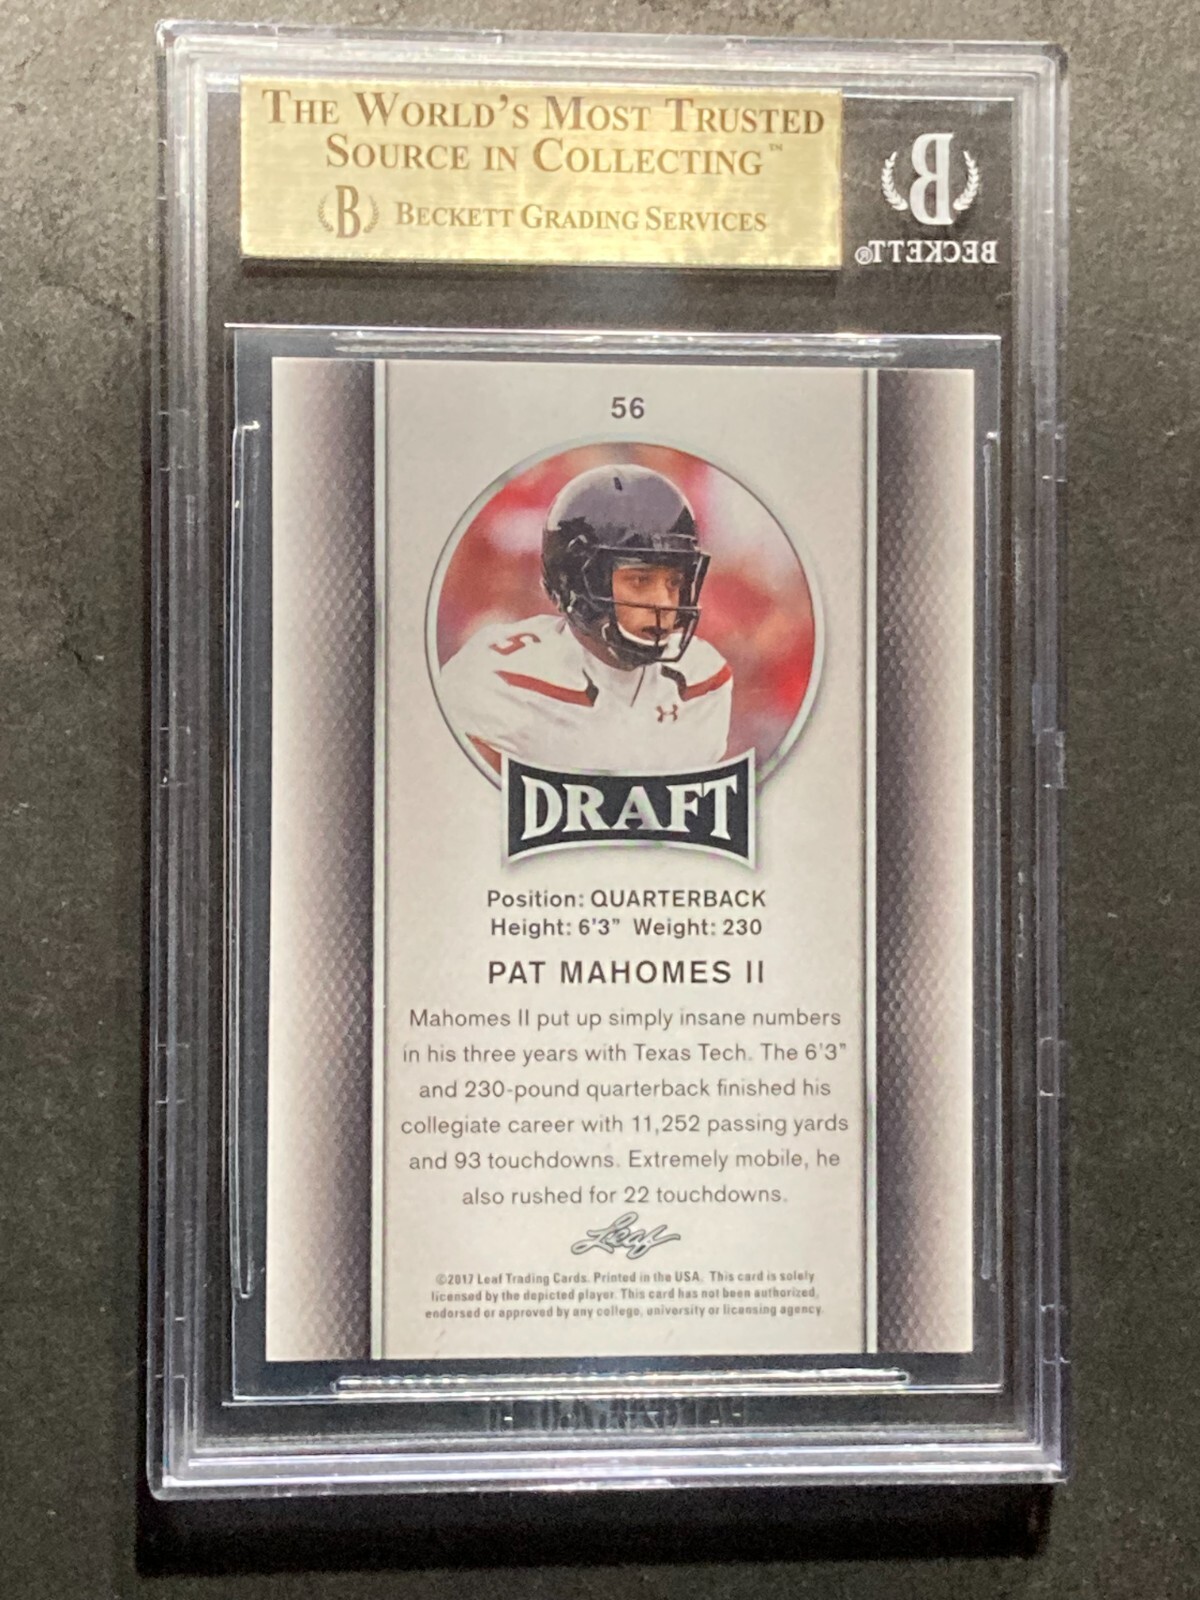 THE WORLD'S MOST TRUSTED
SOURCE IN COLLECTING™
B BECKETT GRADING SERVICES
B
BECKETT®
56
5
DRAFT
Position: QUARTERBACK
Height: 6'3" Weight: 230
PAT MAHOMES II
Mahomes II put up simply insane numbers
in his three years with Texas Tech. The 6'3"
and 230-pound quarterback finished his
collegiate career with 11,252 passing yards
and 93 touchdowns. Extremely mobile, he
also rushed for 22 touchdowns.
Leaf
©2017 Leaf Trading Cards. Printed in the USA. This card is solely
licensed by the depicted player. This card has not been authorized,
endorsed or approved by any college, university or licensing agency.